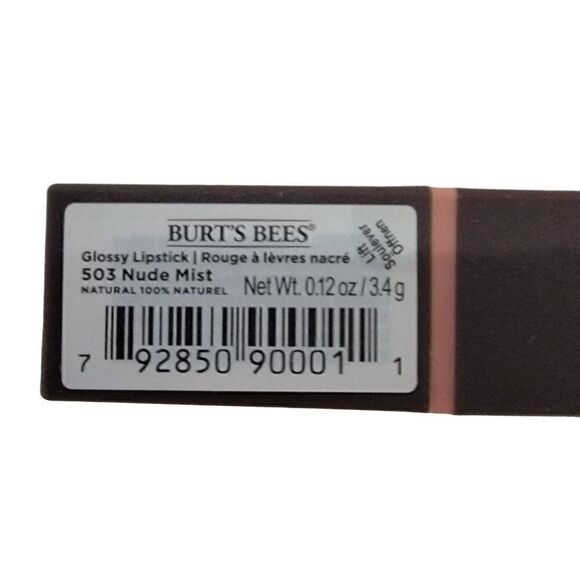 BURT'S BEES®
Glossy Lipstick | Rouge à lèvres nacré
503 Nude Mist
NATURAL 100% NATUREL
Net Wt. 0.12 oz / 3.4 g
Lift
Soulever
Öffnen
7 92850 90001 1